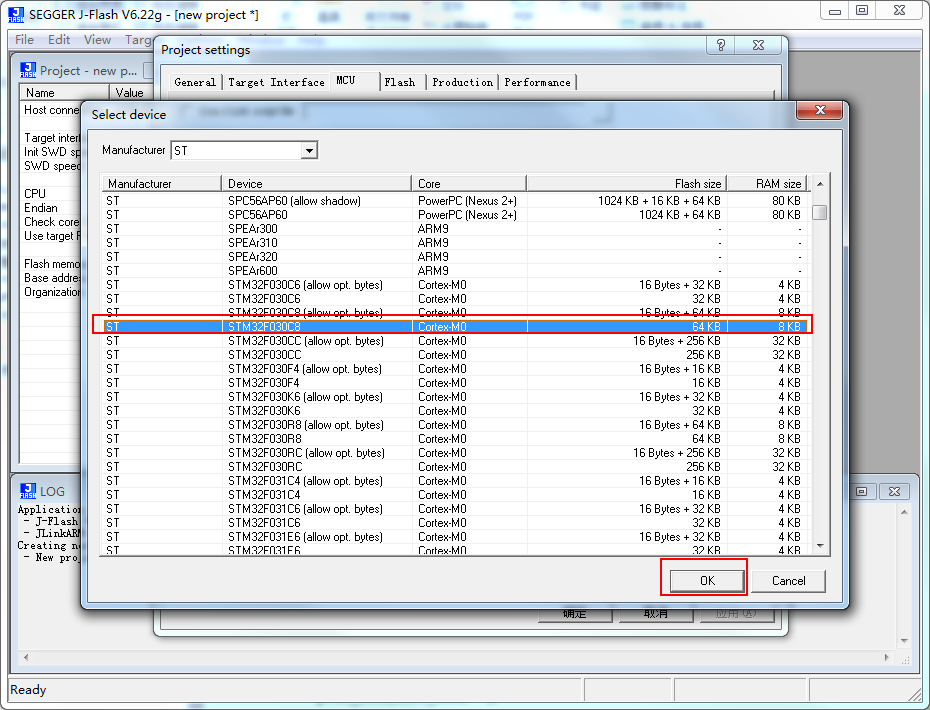 SEGGER J-Flash V6.22g - [new project *]
File Edit View Targ
Project settings
General Target Interface MCU Flash Production Performance
Project - new p...
Name Value
Host conne
Target interf
Init SWD sp
SWD speed
CPU
Endian
Check core
Use target R
Flash memo
Base addre
Organization
Select device
Manufacturer ST
Manufacturer Device Core Flash size RAM size
ST SPC56AP60 (allow shadow) PowerPC (Nexus 2+) 1024 KB + 16 KB + 64 KB 80 KB
ST SPC56AP60 PowerPC (Nexus 2+) 1024 KB + 64 KB 80 KB
ST SPEAr300 ARM9 - -
ST SPEAr310 ARM9 - -
ST SPEAr320 ARM9 - -
ST SPEAr600 ARM9 - -
ST STM32F030C6 (allow opt. bytes) Cortex-M0 16 Bytes + 32 KB 4 KB
ST STM32F030C6 Cortex-M0 32 KB 4 KB
ST STM32F030C8 (allow opt. bytes) Cortex-M0 16 Bytes + 64 KB 8 KB
ST STM32F030C8 Cortex-M0 64 KB 8 KB
ST STM32F030CC (allow opt. bytes) Cortex-M0 16 Bytes + 256 KB 32 KB
ST STM32F030CC Cortex-M0 256 KB 32 KB
ST STM32F030F4 (allow opt. bytes) Cortex-M0 16 Bytes + 16 KB 4 KB
ST STM32F030F4 Cortex-M0 16 KB 4 KB
ST STM32F030K6 (allow opt. bytes) Cortex-M0 16 Bytes + 32 KB 4 KB
ST STM32F030K6 Cortex-M0 32 KB 4 KB
ST STM32F030R8 (allow opt. bytes) Cortex-M0 16 Bytes + 64 KB 8 KB
ST STM32F030R8 Cortex-M0 64 KB 8 KB
ST STM32F030RC (allow opt. bytes) Cortex-M0 16 Bytes + 256 KB 32 KB
ST STM32F030RC Cortex-M0 256 KB 32 KB
ST STM32F031C4 (allow opt. bytes) Cortex-M0 16 Bytes + 16 KB 4 KB
ST STM32F031C4 Cortex-M0 16 KB 4 KB
ST STM32F031C6 (allow opt. bytes) Cortex-M0 16 Bytes + 32 KB 4 KB
ST STM32F031C6 Cortex-M0 32 KB 4 KB
ST STM32F031E6 (allow opt. bytes) Cortex-M0 16 Bytes + 32 KB 4 KB
ST STM32F031E6 Cortex-M0 32 KB 4 KB
OK Cancel
确定 取消 应用(A)
LOG
Application
- J-Flash
- JLinkARM
Creating ne
- New proj
Ready